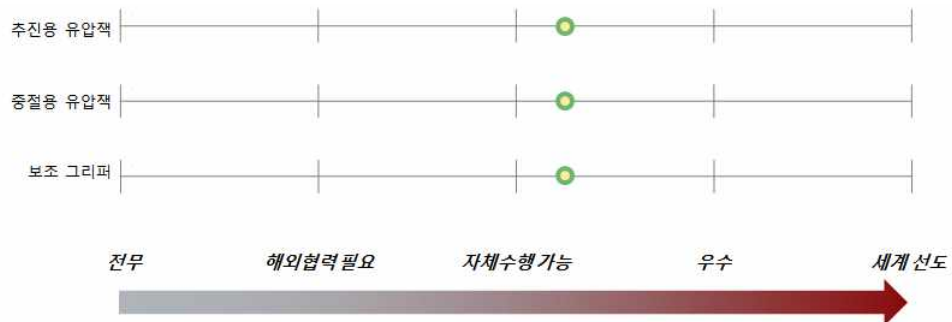 추진용 유압잭
중절용 유압잭
보조 그리퍼
전무 해외협력 필요 자체수행 가능 우수 세계 선도